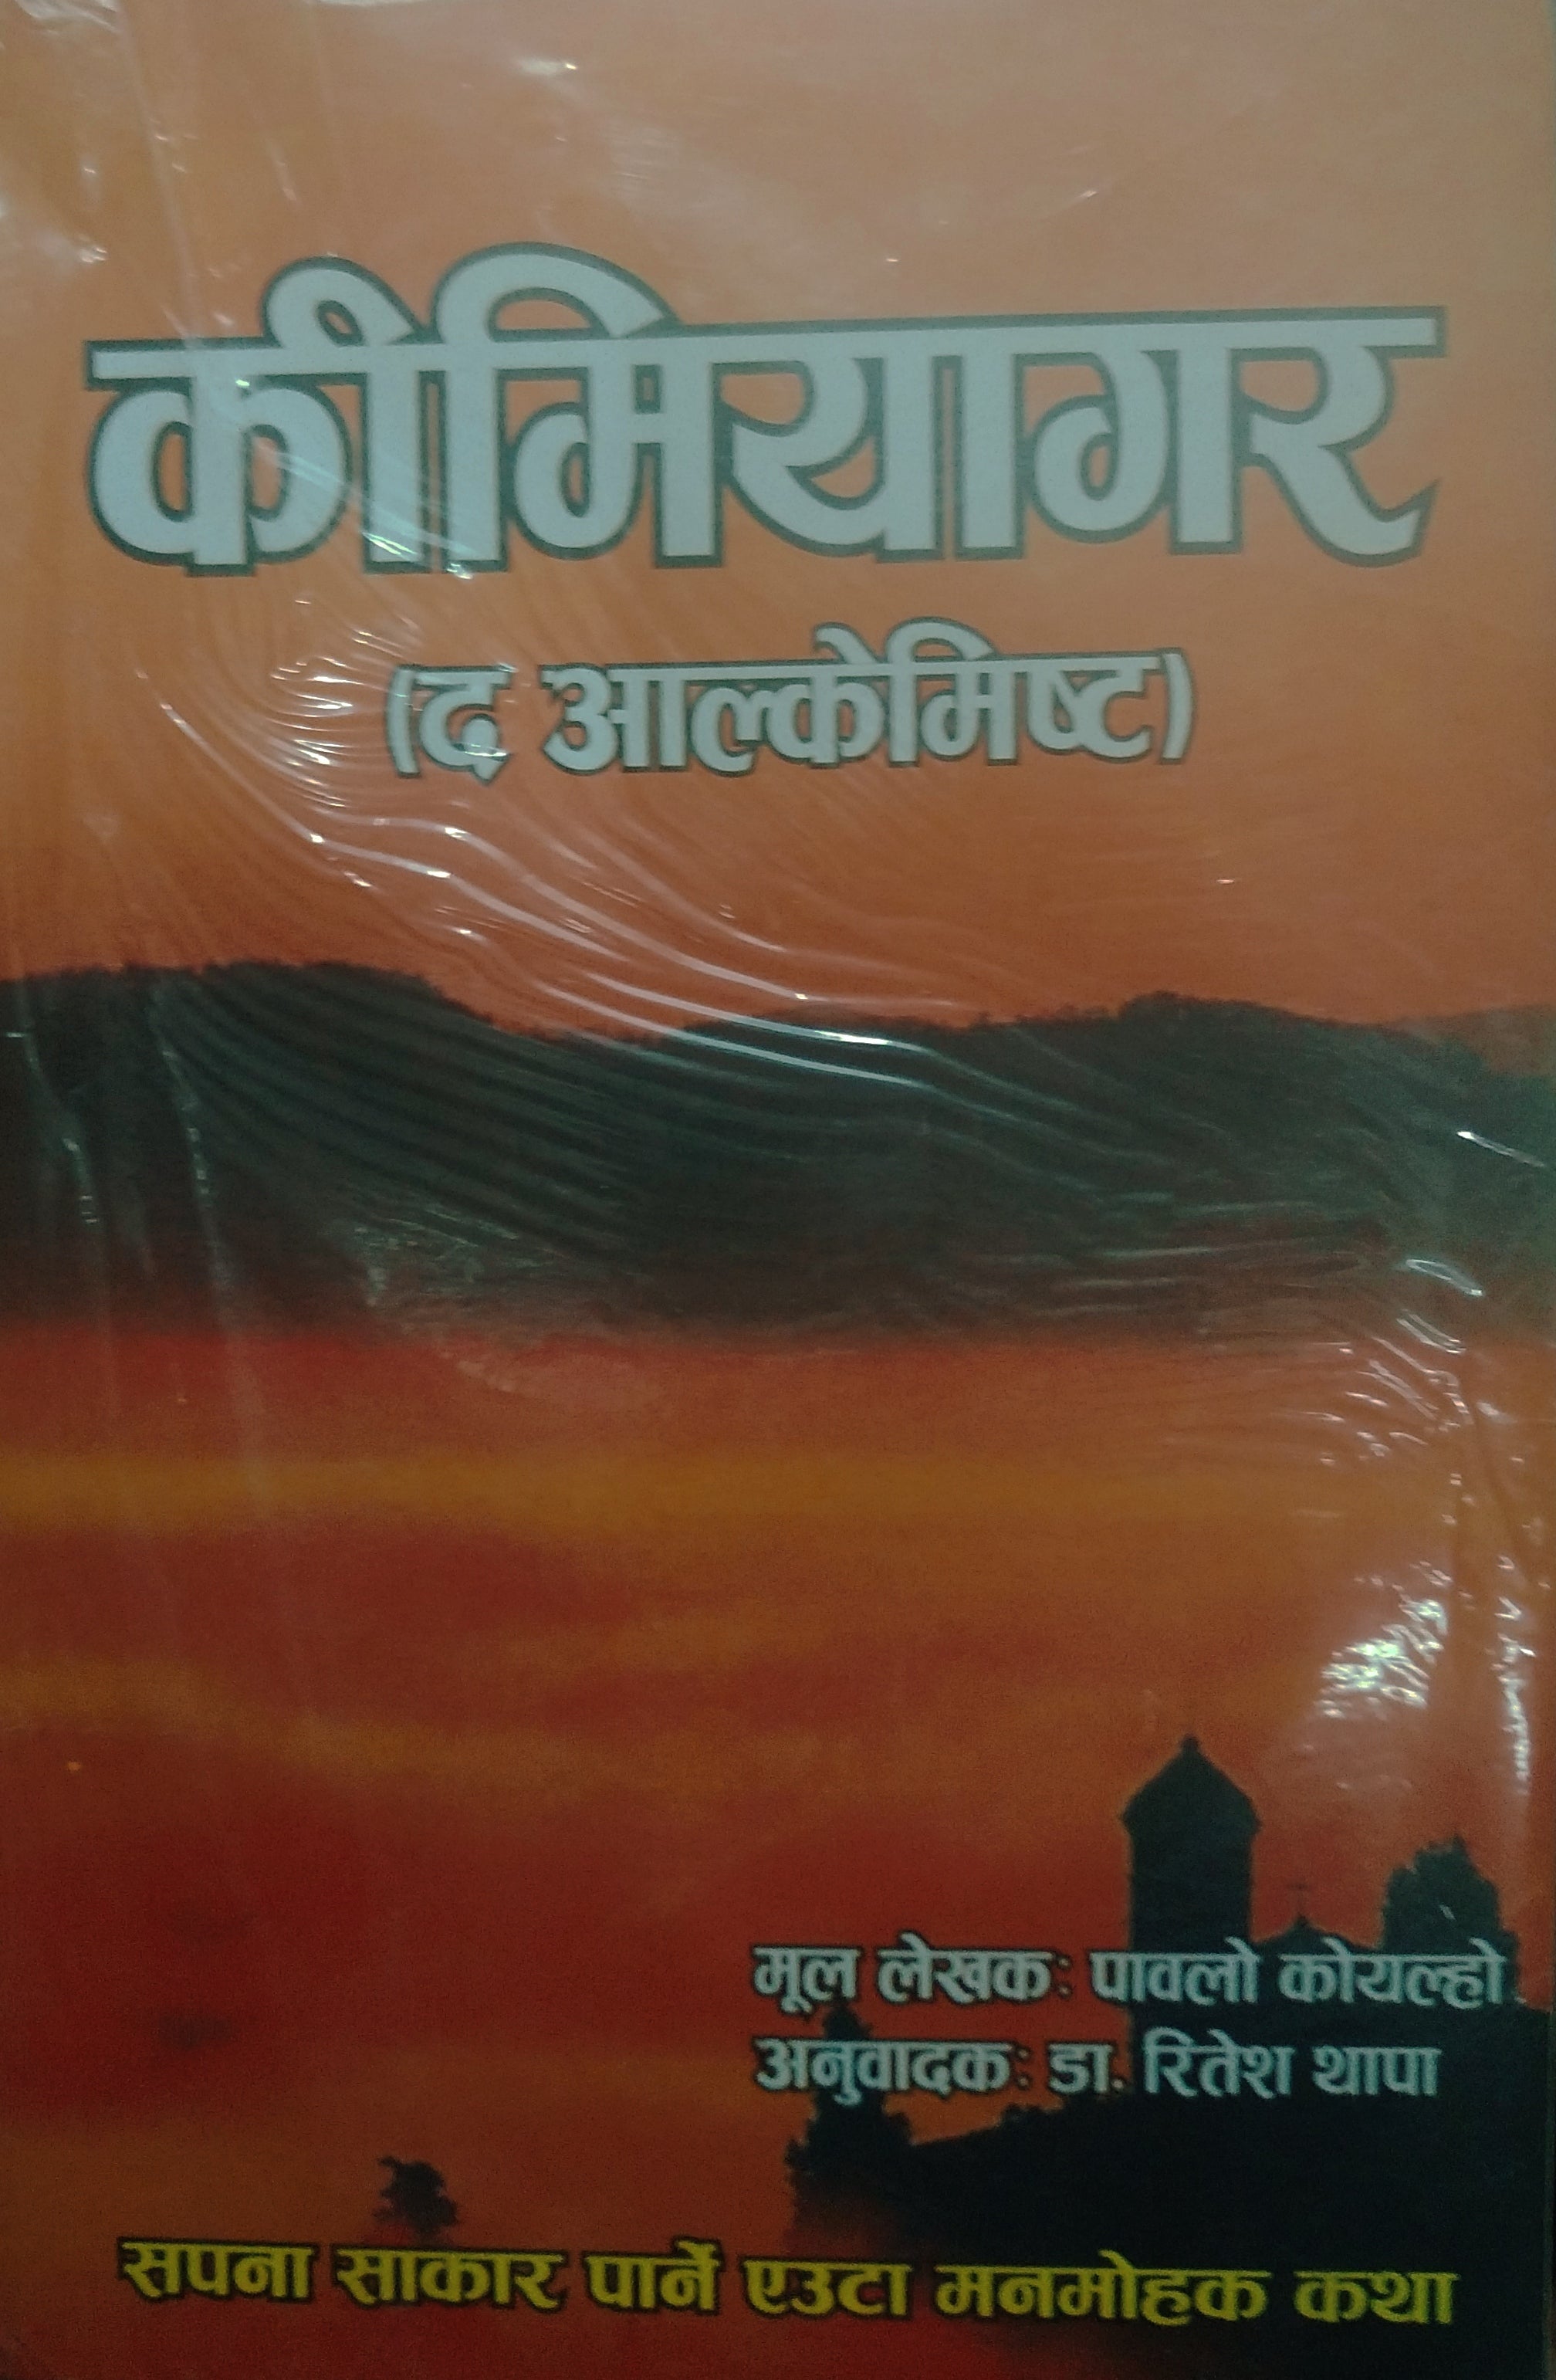 कीमियागर
(द आल्केमिष्ट)
मूल लेखकः पावलो कोयल्हो
अनुवादकः डा. रितेश थापा
सपना साकार पार्ने एउटा मनमोहक कथा